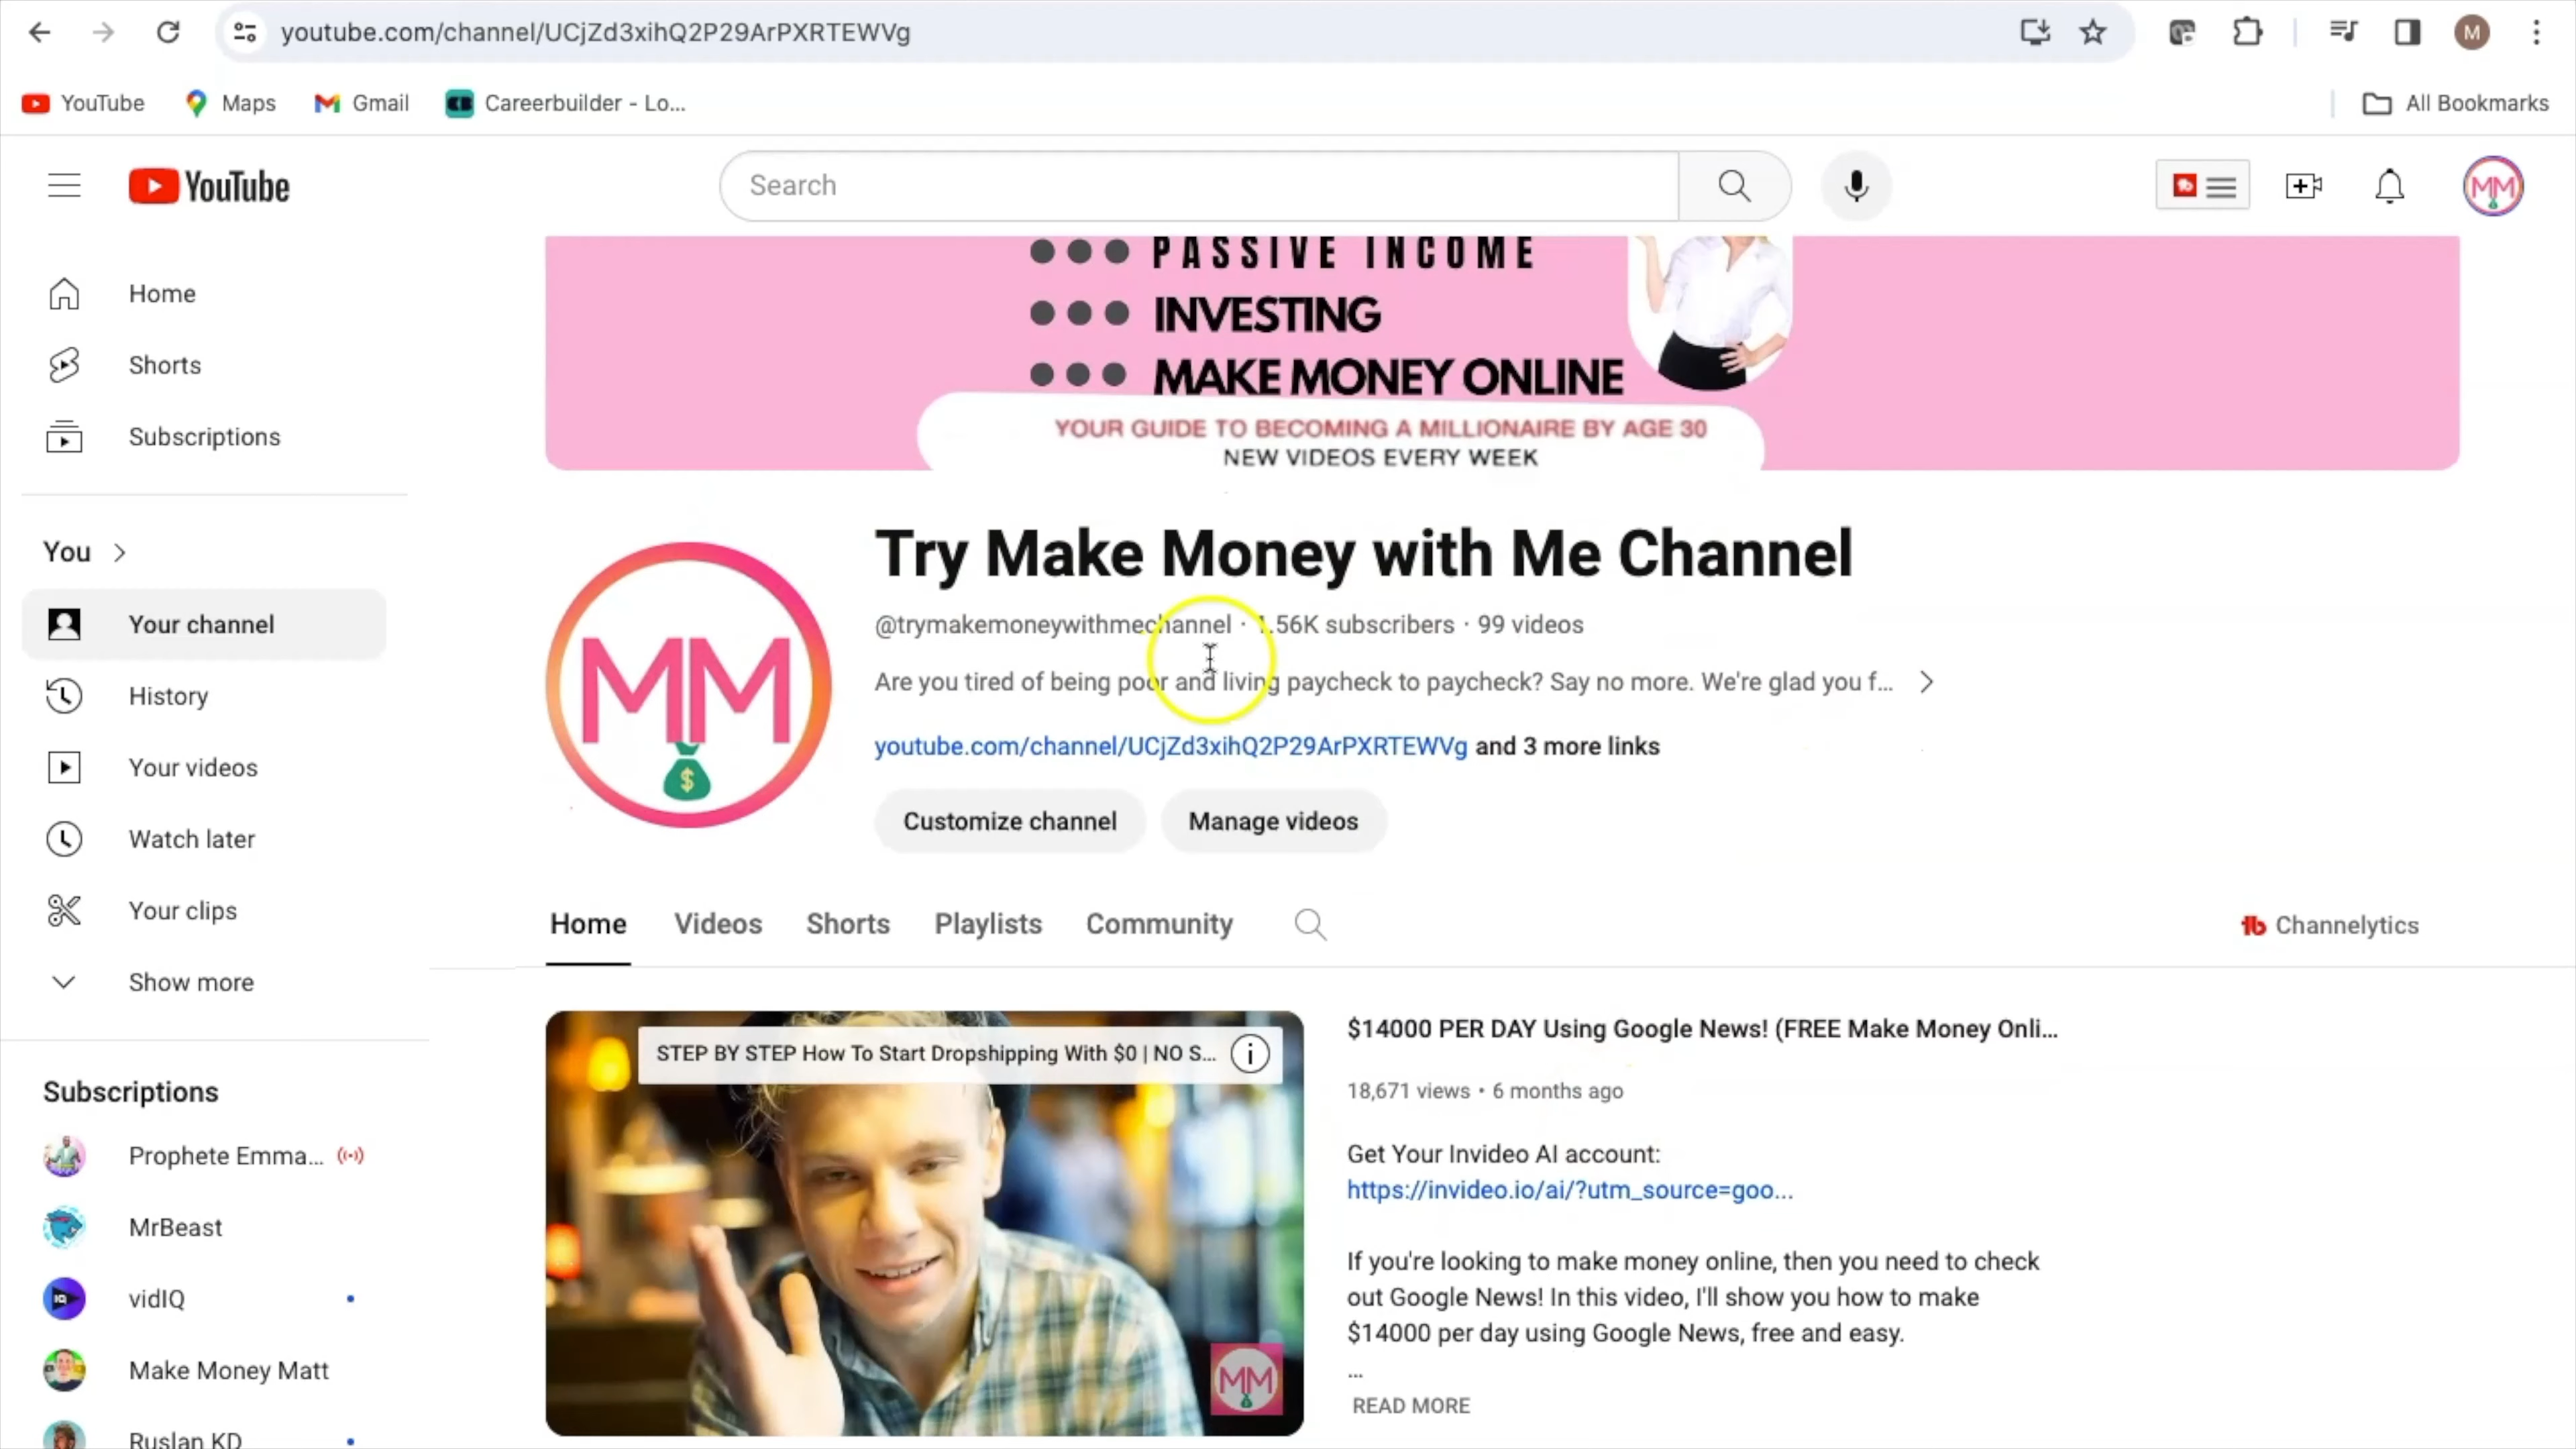 youtube.com/channel/UCjZd3xihQ2P29ArPXRTEWVg
M
YouTube
Maps
Gmail
Careerbuilder - Lo...
All Bookmarks
YouTube
Search
MM
Home
Shorts
Subscriptions
You
Your channel
History
Your videos
Watch later
Your clips
Show more
Subscriptions
Prophete Emma...
MrBeast
vidIQ
Make Money Matt
Ruslan KD
PASSIVE INCOME
INVESTING
MAKE MONEY ONLINE
YOUR GUIDE TO BECOMING A MILLIONAIRE BY AGE 30
NEW VIDEOS EVERY WEEK
MM
$
Try Make Money with Me Channel
@trymakemoneywithmechannel · 1.56K subscribers · 99 videos
Are you tired of being poor and living paycheck to paycheck? Say no more. We're glad you f...
youtube.com/channel/UCjZd3xihQ2P29ArPXRTEWVg and 3 more links
Customize channel
Manage videos
Home
Videos
Shorts
Playlists
Community
Channelytics
STEP BY STEP How To Start Dropshipping With $0 | NO S...
MM
$14000 PER DAY Using Google News! (FREE Make Money Onli...
18,671 views • 6 months ago
Get Your Invideo AI account:
https://invideo.io/ai/?utm_source=goo...
If you're looking to make money online, then you need to check
out Google News! In this video, I'll show you how to make
$14000 per day using Google News, free and easy.
...
READ MORE